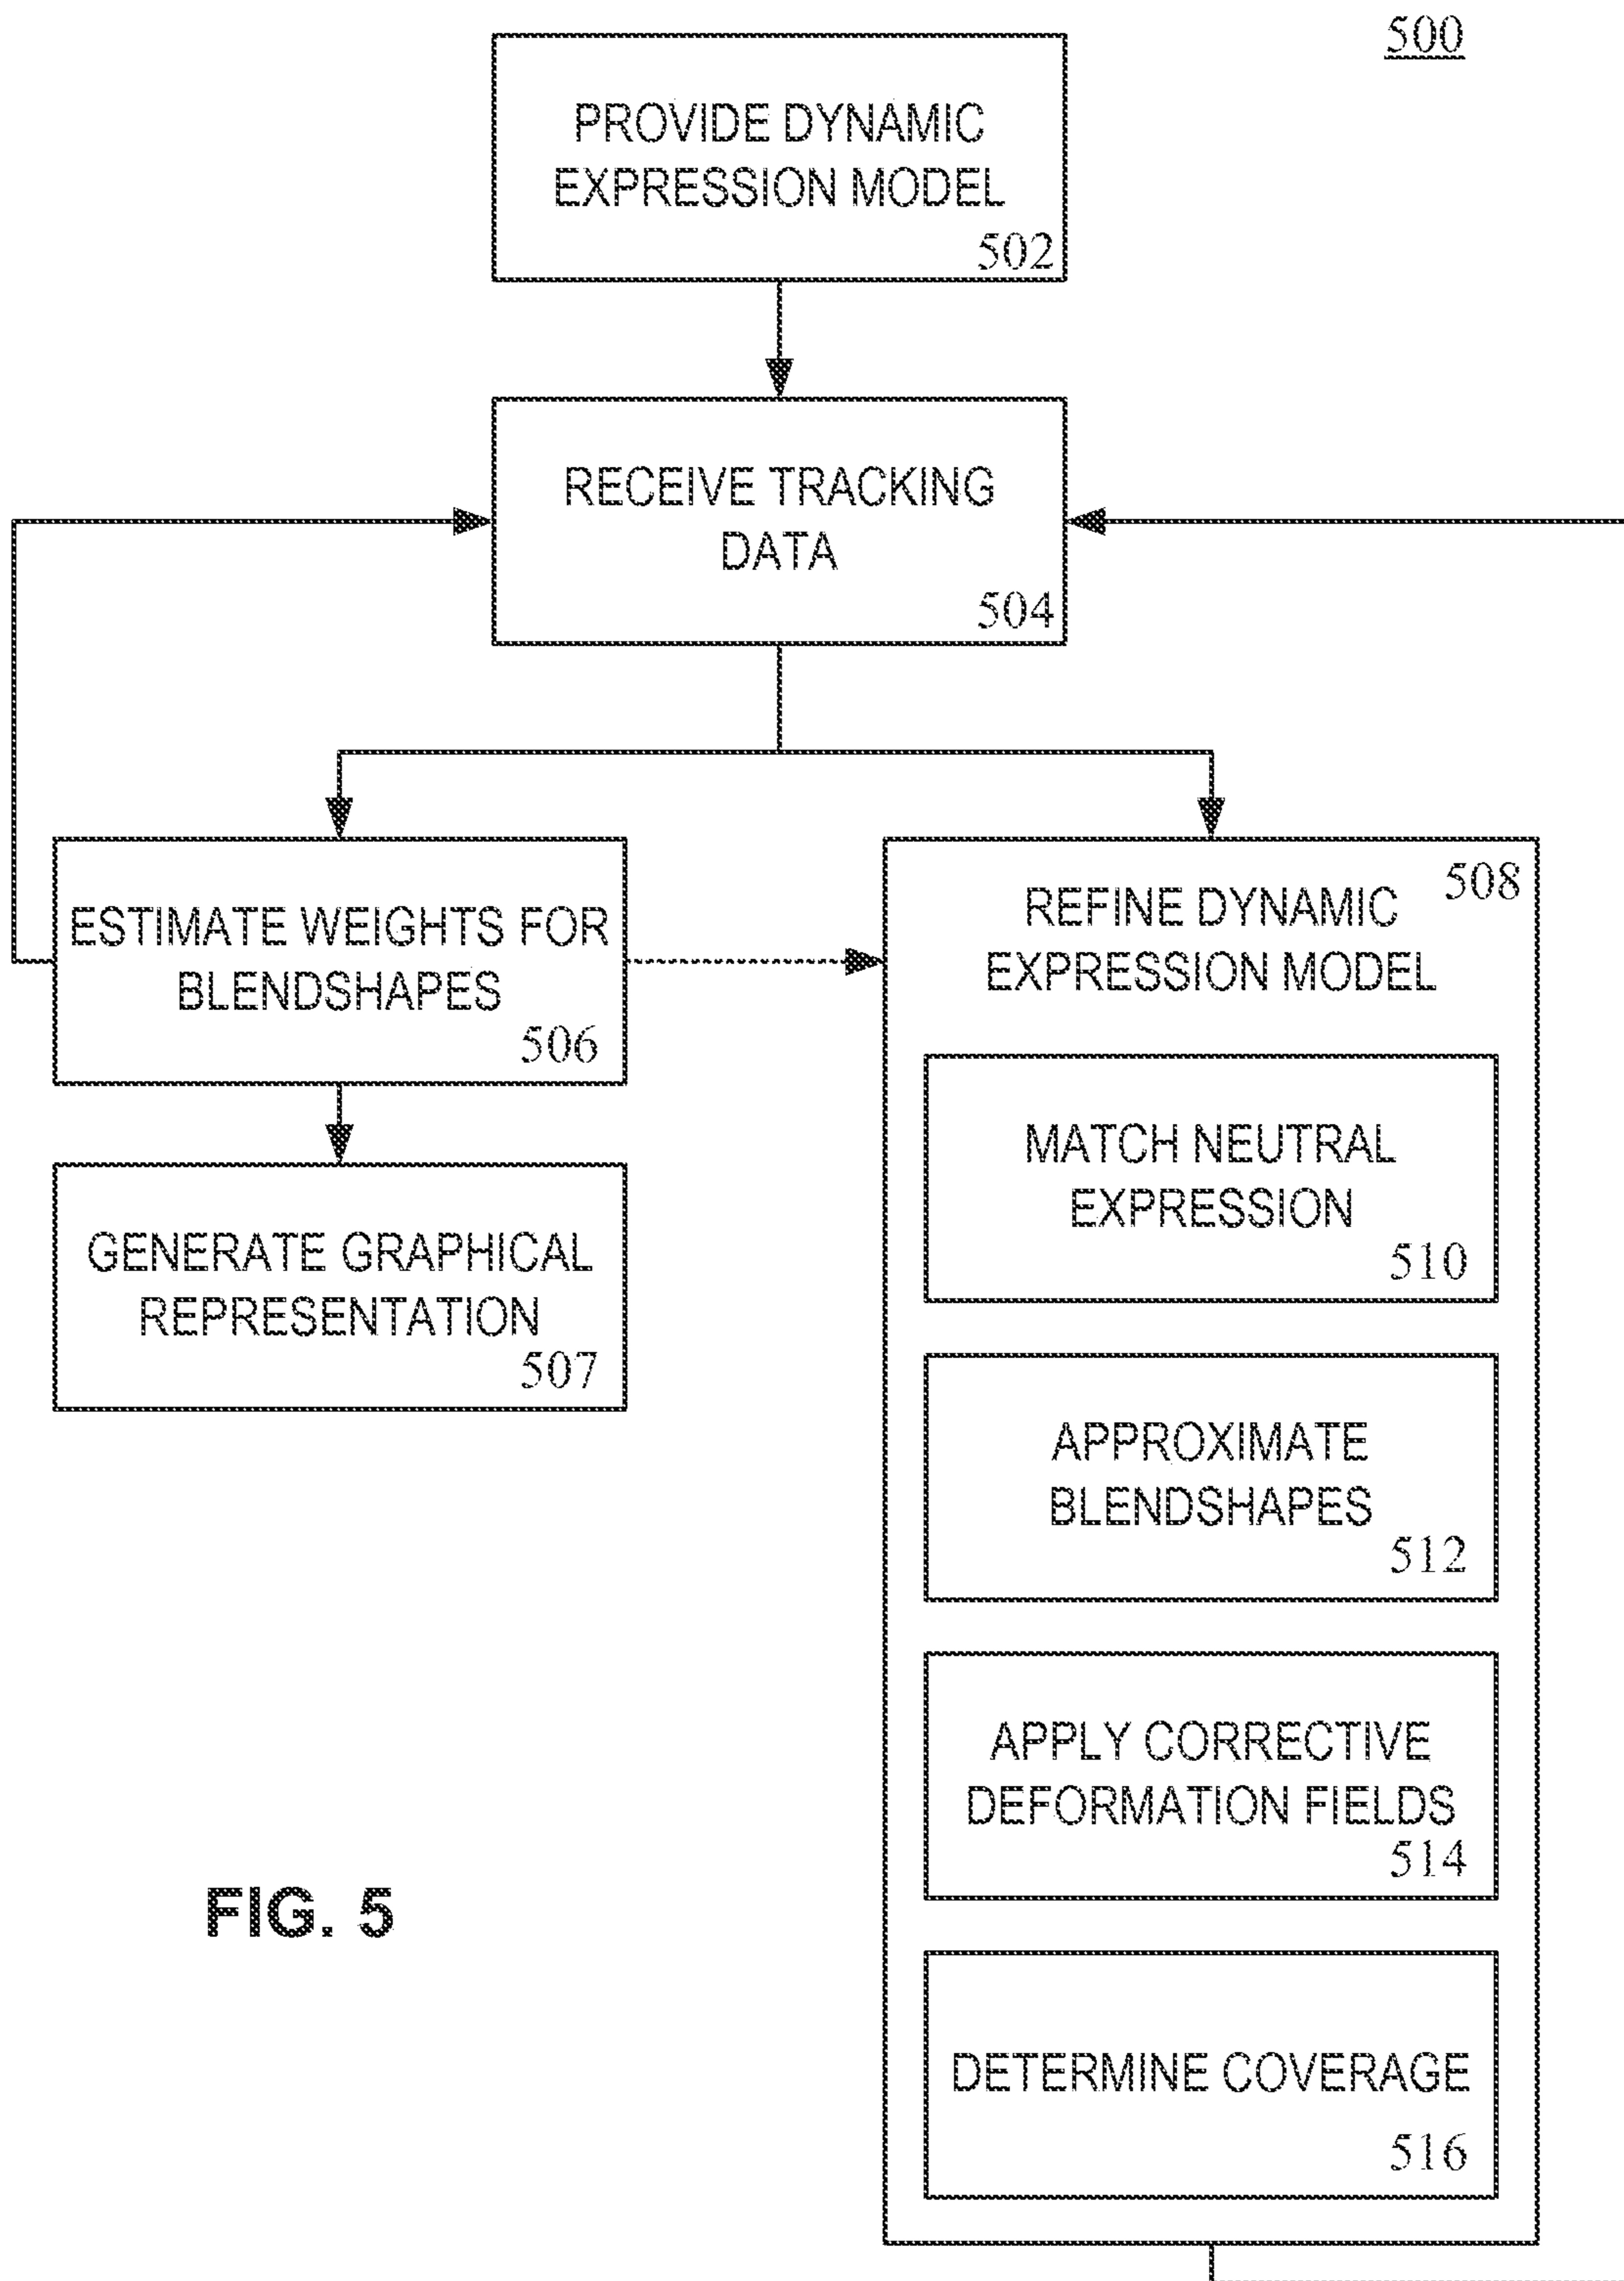 500
PROVIDE DYNAMIC
EXPRESSION MODEL
502
RECEIVE TRACKING
DATA
504
ESTIMATE WEIGHTS FOR
BLENDSHAPES
506
GENERATE GRAPHICAL
REPRESENTATION
507
508
REFINE DYNAMIC
EXPRESSION MODEL
MATCH NEUTRAL
EXPRESSION
510
APPROXIMATE
BLENDSHAPES
512
APPLY CORRECTIVE
DEFORMATION FIELDS
514
DETERMINE COVERAGE
516
FIG. 5